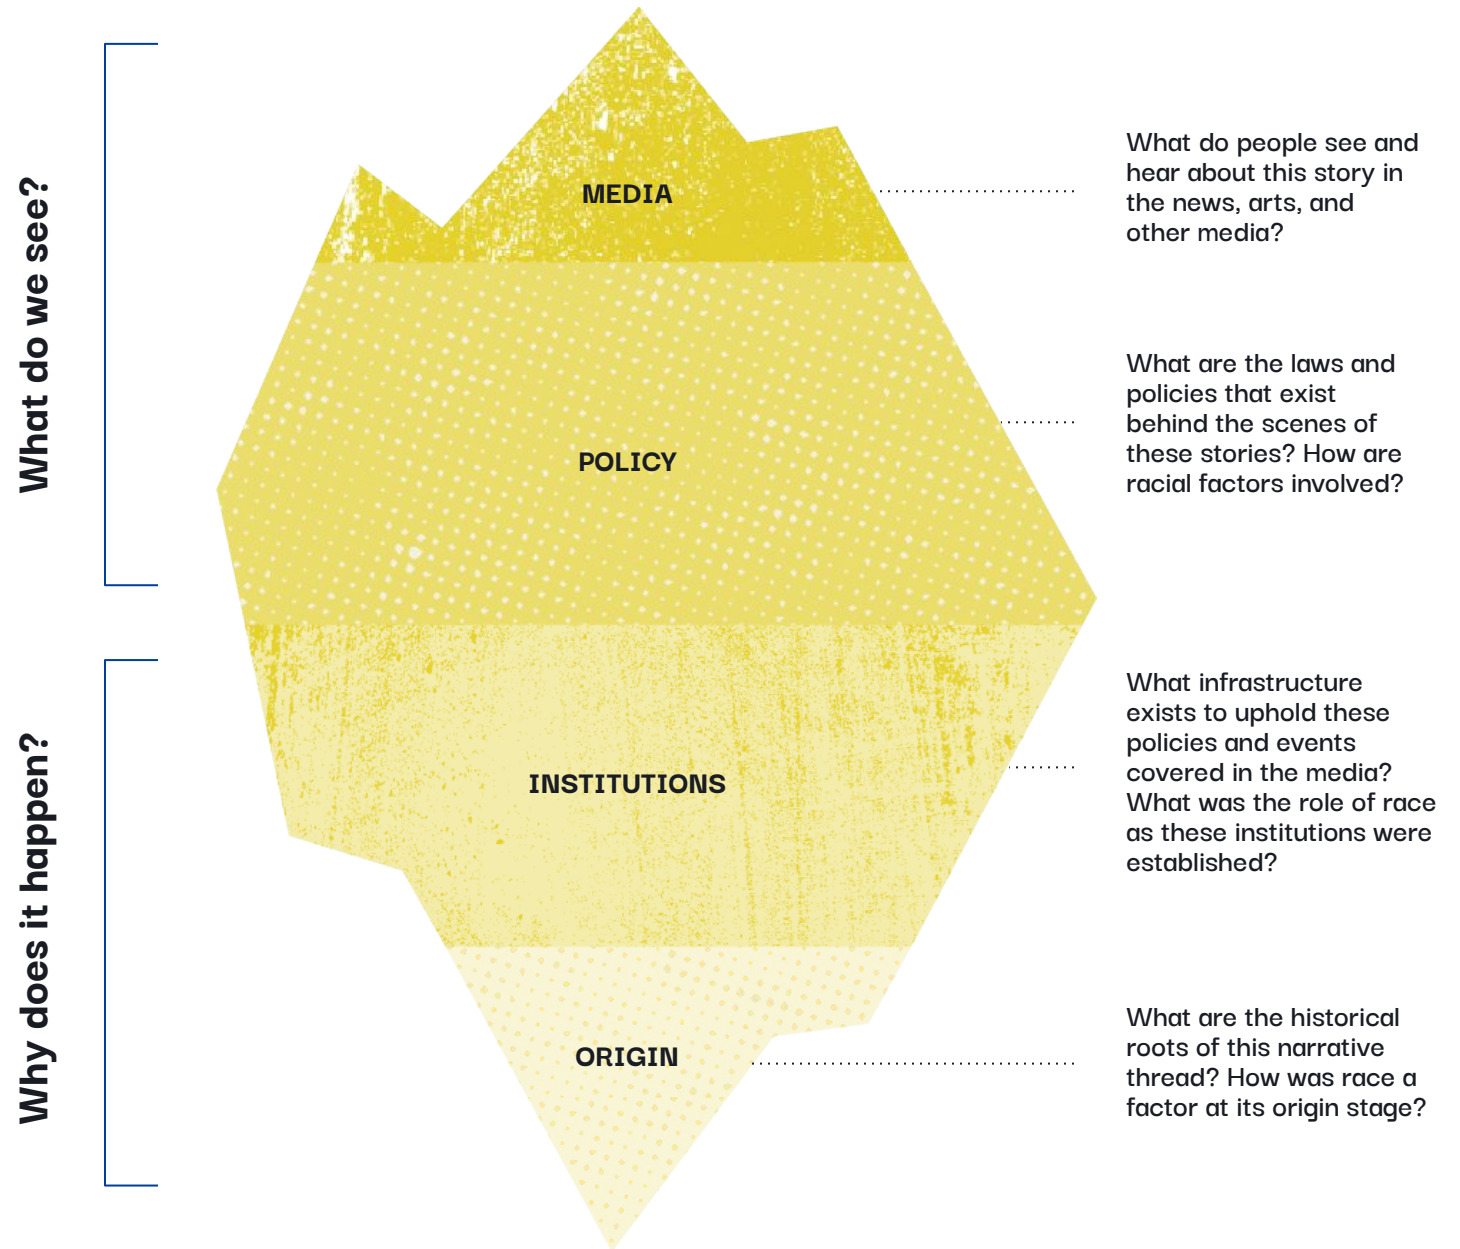 What do we see?
MEDIA
What do people see and
hear about this story in
the news, arts, and
other media?
POLICY
What are the laws and
policies that exist
behind the scenes of
these stories? How are
racial factors involved?
Why does it happen?
INSTITUTIONS
What infrastructure
exists to uphold these
policies and events
covered in the media?
What was the role of race
as these institutions were
established?
ORIGIN
What are the historical
roots of this narrative
thread? How was race a
factor at its origin stage?